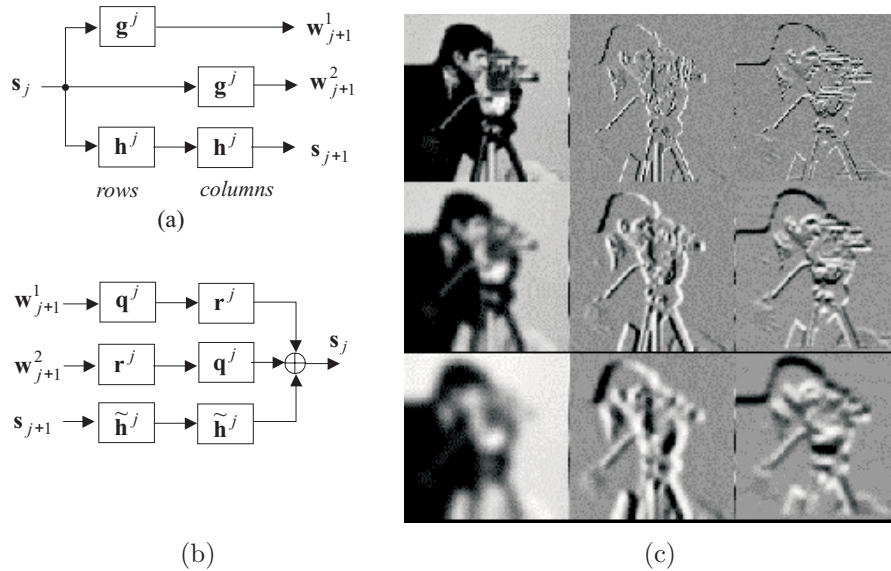 g^j w^1_{j+1}
s_j g^j w^2_{j+1}
h^j h^j s_{j+1}
rows columns
(a)
w^1_{j+1} q^j r^j
s_j
w^2_{j+1} r^j q^j
s_{j+1} h̃^j h̃^j
(b) (c)